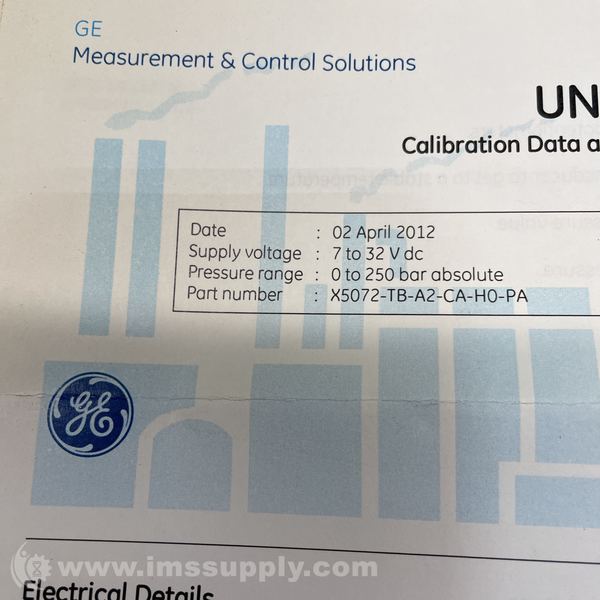 GE
Measurement & Control Solutions
UN
Calibration Data a
Date : 02 April 2012
Supply voltage : 7 to 32 V dc
Pressure range : 0 to 250 bar absolute
Part number : X5072-TB-A2-CA-H0-PA
GE
www.imssupply.com
Electrical Details